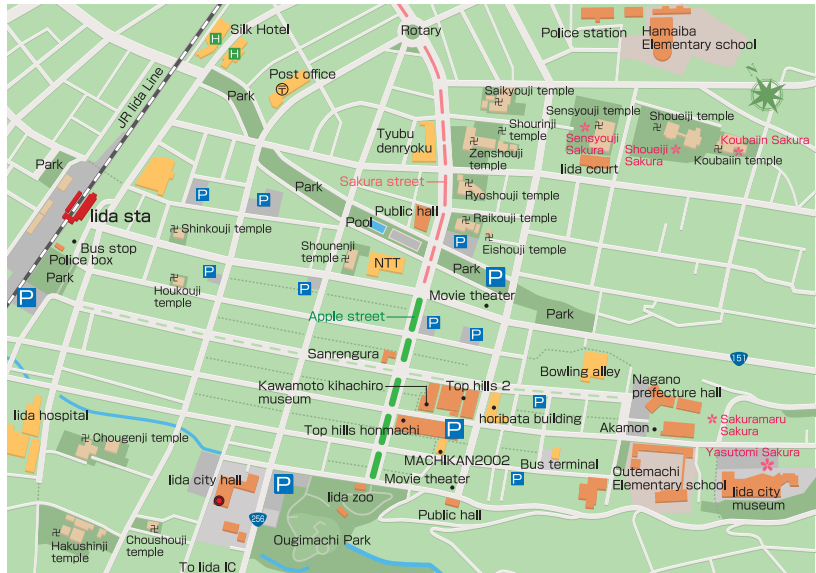 Silk Hotel
H
H
Rotary
Police station
Hamaiba
Elementary school
JR Iida Line
Post office
〒
Park
Saikyouji temple
Sensyouji temple
Shoueiji temple
Tyubu
denryoku
Shourinji
temple
Zenshouji
temple
Sensyouji
Sakura
Shoueiji
Sakura
Koubaiin Sakura
Koubaiin temple
Iida court
Park
Sakura street
Ryoshouji temple
Park
Iida sta
P
P
Public hall
Raikouji temple
Pool
Shinkouji temple
Bus stop
Police box
Park
Shounenji
temple
NTT
P
Eishouji temple
Park
P
Houkouji
temple
P
P
P
Movie theater
Park
Apple street
P
P
151
Sanrengura
Bowling alley
Kawamoto kihachiro
museum
Top hills 2
Nagano
prefecture hall
P
horibata building
Iida hospital
Chougenji temple
Top hills honmachi
P
Akamon
Sakuramaru
Sakura
MACHIKAN2002
Bus terminal
Yasutomi Sakura
Iida city hall
P
Movie theater
P
Outemachi
Elementary school
Iida city
museum
Iida zoo
Public hall
256
Hakushinji
temple
Choushouji
temple
Ougimachi Park
To Iida IC